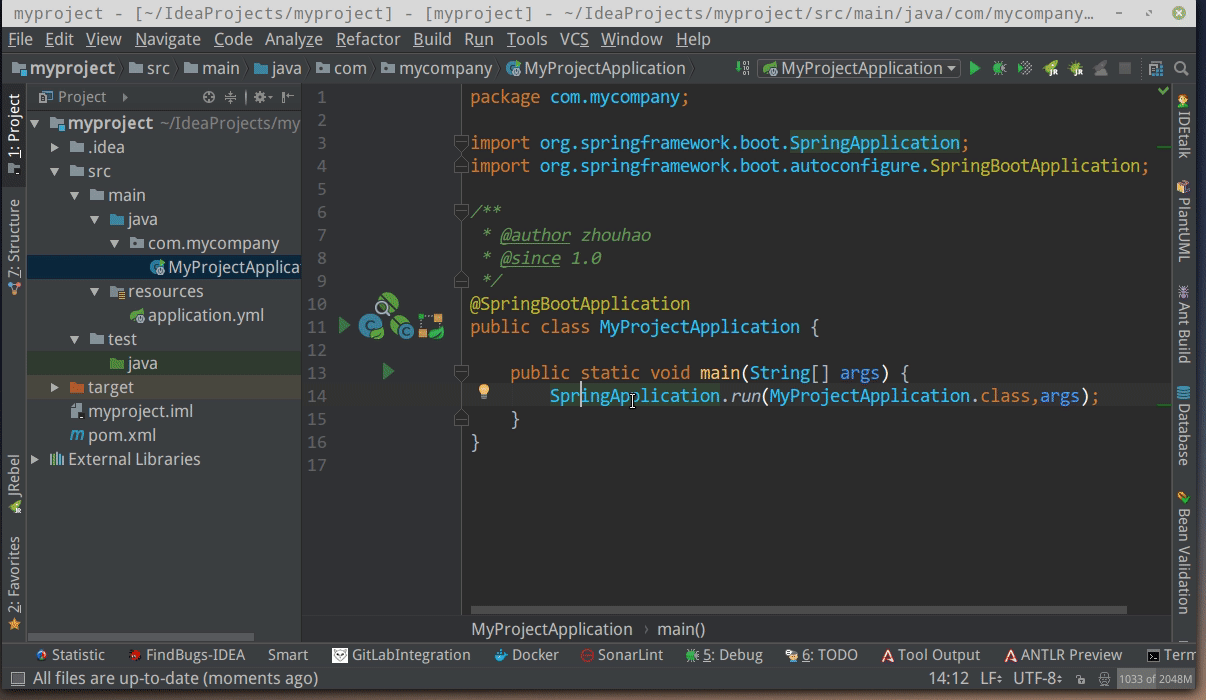 myproject - [~/IdeaProjects/myproject] - [myproject] - ~/IdeaProjects/myproject/src/main/java/com/mycompany...
File Edit View Navigate Code Analyze Refactor Build Run Tools VCS Window Help
myproject src main java com mycompany MyProjectApplication MyProjectApplication
1: Project
7: Structure
JRebel
2: Favorites
Project
myproject ~/IdeaProjects/my
.idea
src
main
java
com.mycompany
MyProjectApplica
resources
application.yml
test
java
target
myproject.iml
pom.xml
External Libraries
1 package com.mycompany;
2
3 import org.springframework.boot.SpringApplication;
4 import org.springframework.boot.autoconfigure.SpringBootApplication;
5
6 /**
7 * @author zhouhao
8 * @since 1.0
9 */
10 @SpringBootApplication
11 public class MyProjectApplication {
12
13 public static void main(String[] args) {
14 SpringApplication.run(MyProjectApplication.class,args);
15 }
16 }
17
MyProjectApplication › main()
IDEtalk
PlantUML
Ant Build
Database
Bean Validation
Statistic FindBugs-IDEA Smart GitLabIntegration Docker SonarLint 5: Debug 6: TODO Tool Output ANTLR Preview Term
All files are up-to-date (moments ago) 14:12 LF÷ UTF-8÷ 1033 of 2048M